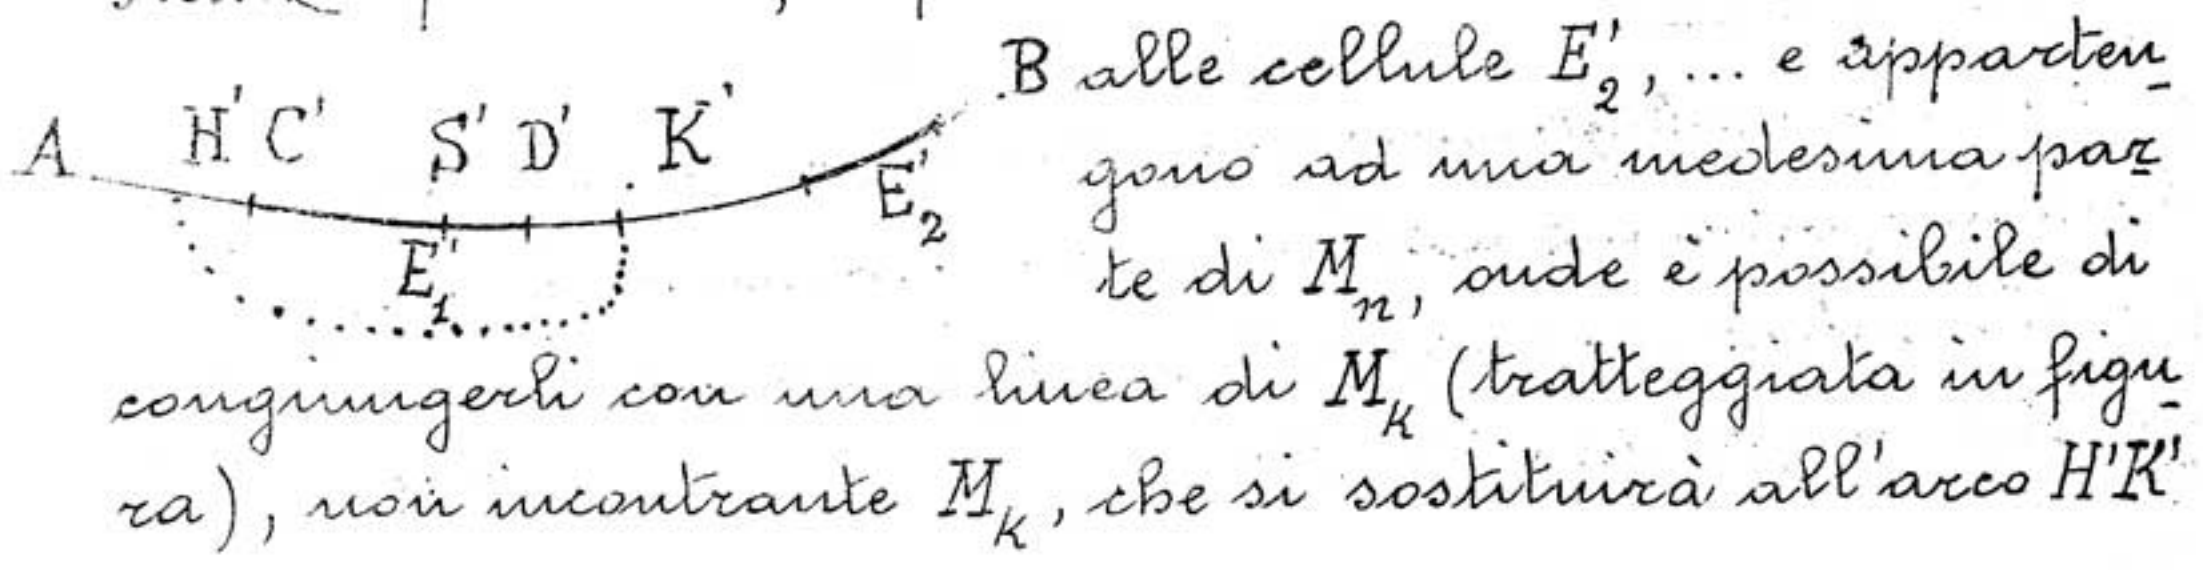 A H' C' S' D' K' E'₁ E'₂
B alle cellule E'₂, ... e apparten-
gono ad una medesima par-
te di Mₙ, onde è possibile di
congiungerli con una linea di Mₖ (tratteggiata in figu-
ra), non incontrante Mₖ, che si sostituirà all'arco H'K'